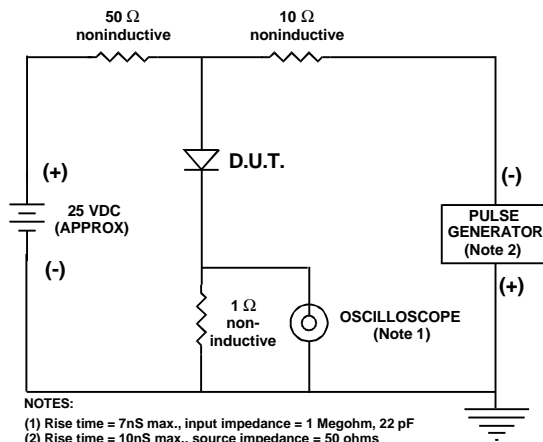 50 Ω
noninductive
10 Ω
noninductive
(+)
25 VDC
(APPROX)
(-)
D.U.T.
(-)
PULSE
GENERATOR
(Note 2)
(+)
1 Ω
non-
inductive
OSCILLOSCOPE
(Note 1)
NOTES:
(1) Rise time = 7nS max., input impedance = 1 Megohm, 22 pF
(2) Rise time = 10nS max., source impedance = 50 ohms